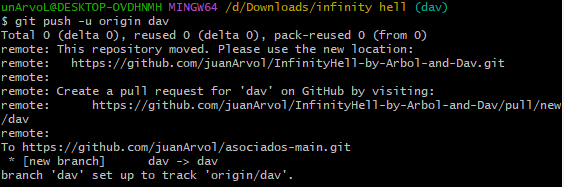 unArvoL@DESKTOP-OVDHNMH MINGW64 /d/Downloads/infinity hell (dav)
$ git push -u origin dav
Total 0 (delta 0), reused 0 (delta 0), pack-reused 0 (from 0)
remote: This repository moved. Please use the new location:
remote:   https://github.com/juanArvol/InfinityHell-by-Arbol-and-Dav.git
remote:
remote: Create a pull request for 'dav' on GitHub by visiting:
remote:      https://github.com/juanArvol/InfinityHell-by-Arbol-and-Dav/pull/new
/dav
remote:
To https://github.com/juanArvol/asociados-main.git
 * [new branch]      dav -> dav
branch 'dav' set up to track 'origin/dav'.